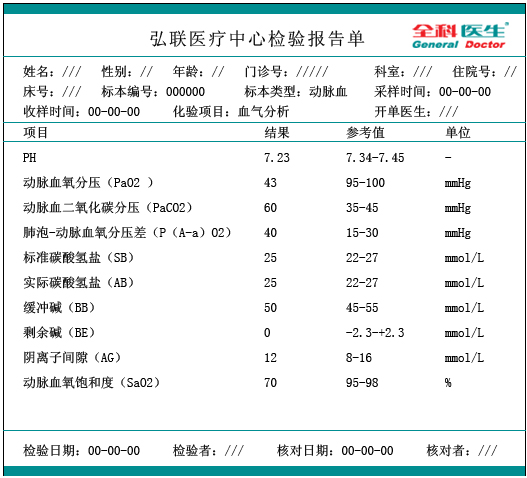 弘联医疗中心检验报告单
全科医生
General Doctor
姓名：/// 性别：// 年龄：// 门诊号：///// 科室：/// 住院号：//
床号：/// 标本编号：000000 标本类型：动脉血 采样时间：00-00-00
收样时间：00-00-00 化验项目：血气分析 开单医生：///
项目 结果 参考值 单位
PH 7.23 7.34-7.45 -
动脉血氧分压（PaO2 ） 43 95-100 mmHg
动脉血二氧化碳分压（PaCO2） 60 35-45 mmHg
肺泡-动脉血氧分压差（P（A-a）O2） 40 15-30 mmHg
标准碳酸氢盐（SB） 25 22-27 mmol/L
实际碳酸氢盐（AB） 25 22-27 mmol/L
缓冲碱（BB） 50 45-55 mmol/L
剩余碱（BE） 0 -2.3-+2.3 mmol/L
阴离子间隙（AG） 12 8-16 mmol/L
动脉血氧饱和度（SaO2） 70 95-98 %
检验日期：00-00-00 检验者：/// 核对日期：00-00-00 核对者：///